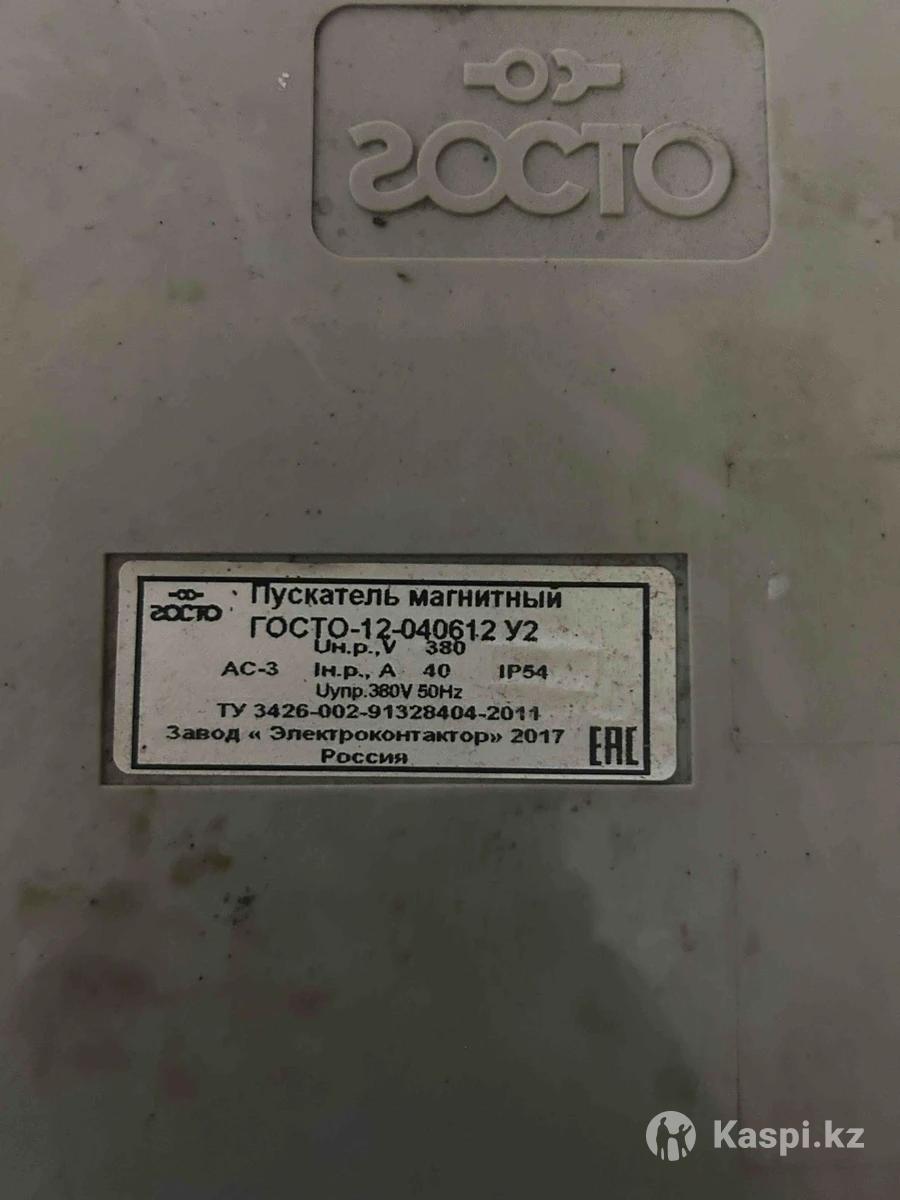 ГОСТО
ГОСТО
Пускатель магнитный
ГОСТО-12-040612 У2
Uн.р.,V 380
АС-3 Iн.р., А 40 IP54
Uупр.380V 50Hz
ТУ 3426-002-91328404-2011
Завод « Электроконтактор» 2017
Россия
EAC
Kaspi.kz